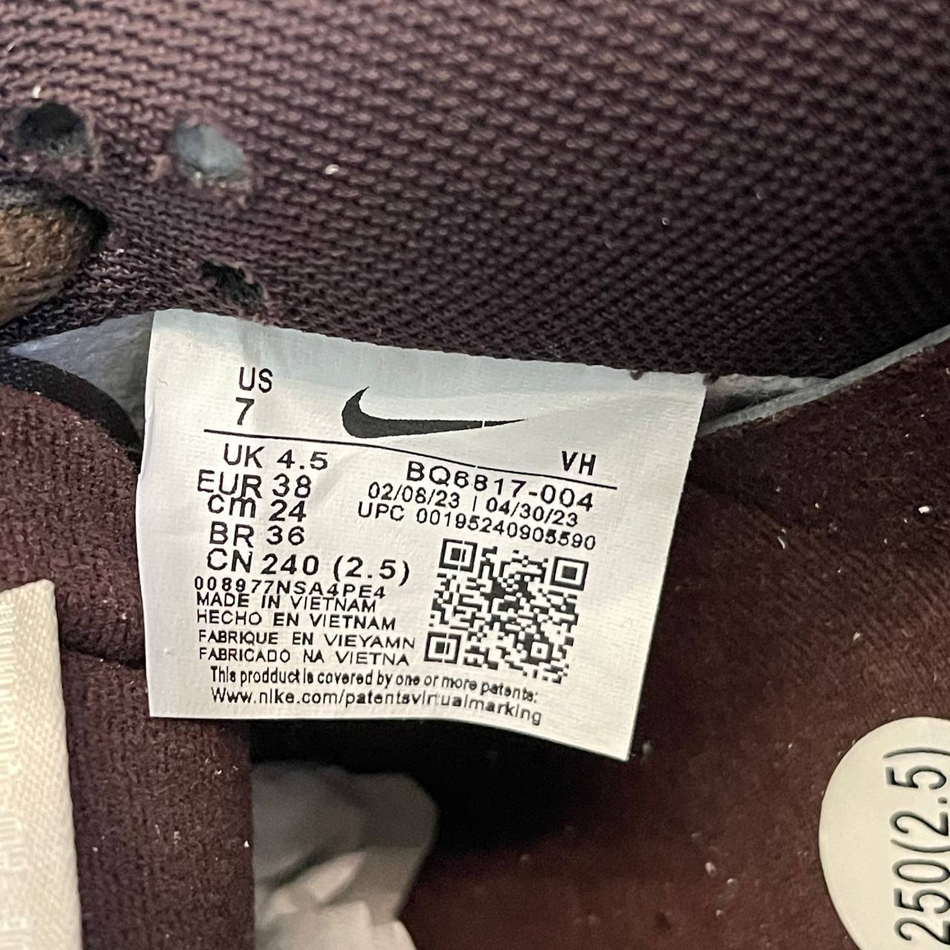 US
7
VH
UK 4.5
EUR 38
cm 24
BR 36
CN 240 (2.5)
BQ6817-004
02/08/23 | 04/30/23
UPC 00195240905590
008977NSA4PE4
MADE IN VIETNAM
HECHO EN VIETNAM
FABRIQUE EN VIEYAMN
FABRICADO NA VIETNA
This prodduct is covered by one or more patents:
Www.nike.com/patentsvirtualmarking
250(2.5)